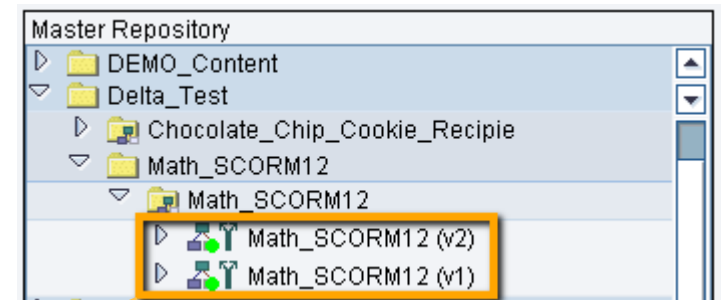 Master Repository
DEMO_Content
Delta_Test
Chocolate_Chip_Cookie_Recipie
Math_SCORM12
Math_SCORM12
Math_SCORM12 (v2)
Math_SCORM12 (v1)